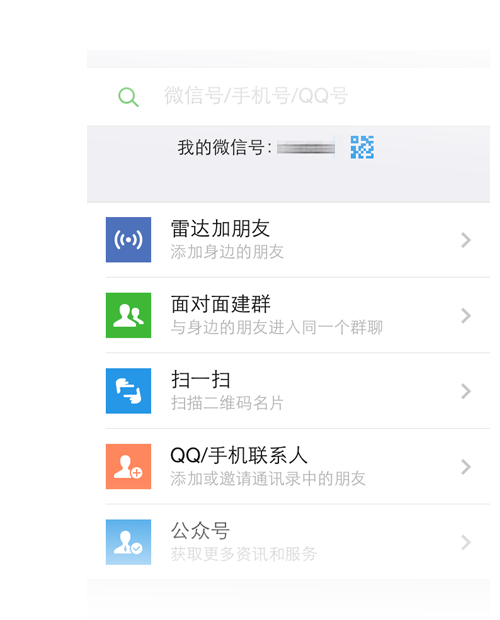 微信号/手机号/QQ号
我的微信号：
雷达加朋友
添加身边的朋友
面对面建群
与身边的朋友进入同一个群聊
扫一扫
扫描二维码名片
QQ/手机联系人
添加或邀请通讯录中的朋友
公众号
获取更多资讯和服务